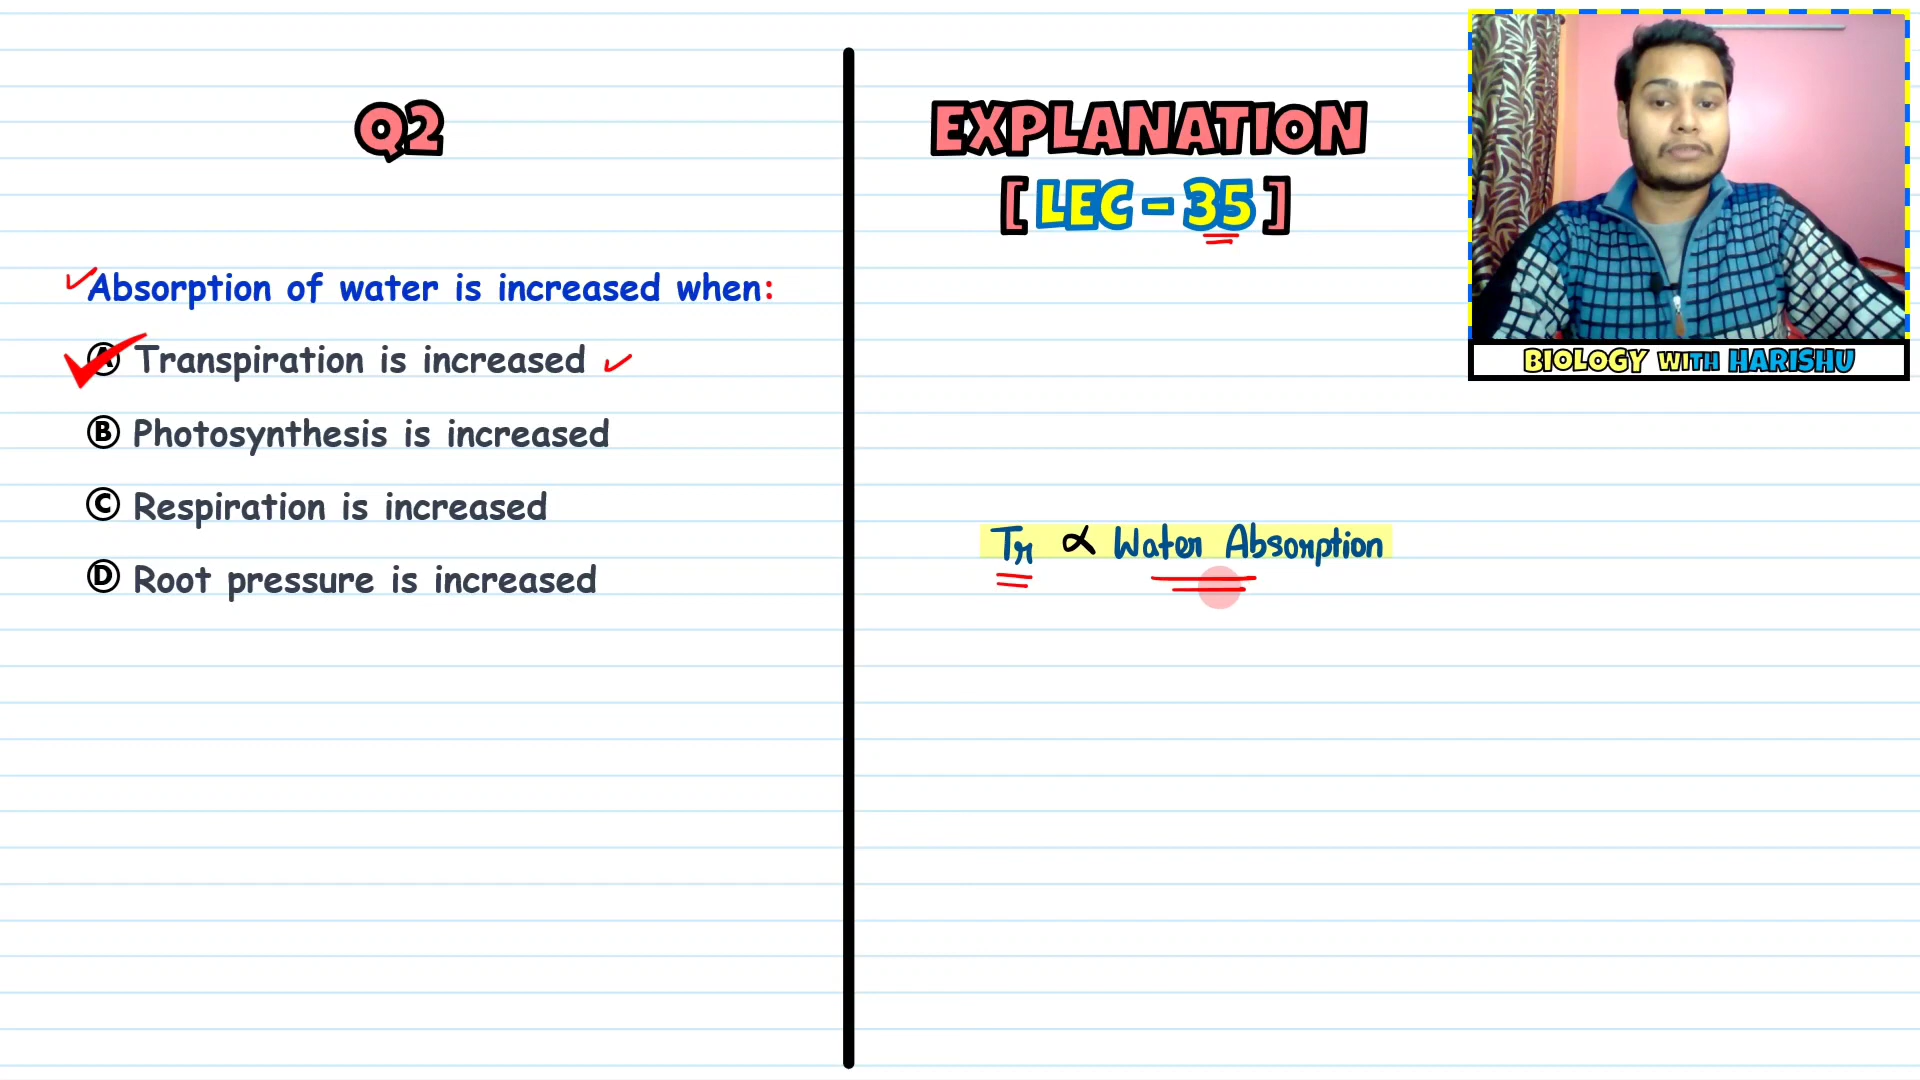 Q2
Absorption of water is increased when:
Ⓐ Transpiration is increased
Ⓑ Photosynthesis is increased
Ⓒ Respiration is increased
Ⓓ Root pressure is increased
EXPLANATION
[ LEC - 35 ]
Tr ∝ Water Absorption
BIOLOGY WITH HARISHU